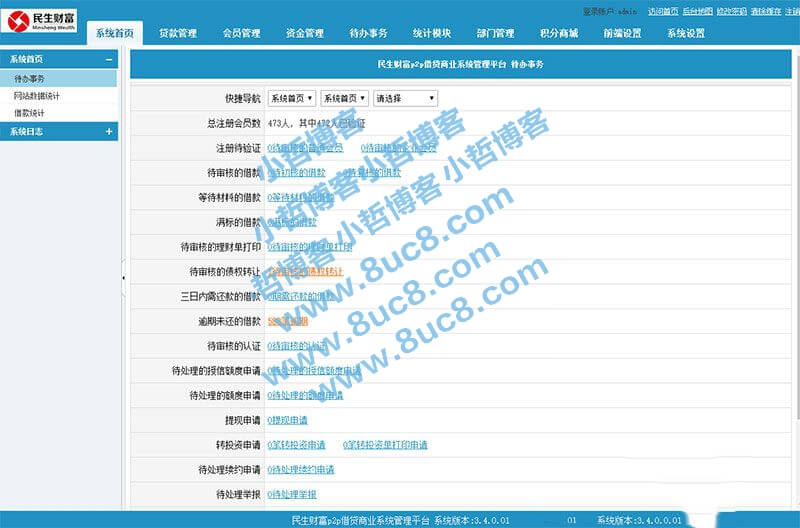 登录帐户:admin 访问首页 后台地图 修改密码 清除缓存 注销
民生财富
Minsheng Wealth
系统首页 贷款管理 会员管理 资金管理 待办事务 统计模块 部门管理 积分商城 前端设置 系统设置
系统首页
待办事务
网站数据统计
借款统计
系统日志
民生财富p2p借贷商业系统管理平台 待办事务
快捷导航 系统首页 系统首页 请选择
总注册会员数 473人，其中472人已验证
注册待验证 0待审核的普通会员 0待审核的企业会员
待审核的借款 0待初核的借款 0待复核的借款
等待材料的借款 0等待材料的借款
满标的借款 0满标的借款
待审核的理财单打印 0待审核的理财单打印
待审核的债权转让 待审核的债权转让
三日内需还款的借款 0期需还款的借款
逾期未还的借款
待审核的认证 0待审核的认证
待处理的授信额度申请 0待处理的授信额度申请
待处理的额度申请 0待处理的额度申请
提现申请 0提现申请
转投资申请 0笔转投资申请 0笔转投资单打印申请
待处理续约申请 0待处理续约申请
待处理举报 0待处理举报
小哲博客 小哲博客
小哲博客 小哲博客 小哲博客
哲博客 www.8uc8.com
www.8uc8.com
www.8uc8.com
民生财富p2p借贷商业系统管理平台 系统版本:3.4.0.01 01 系统版本:3.4.0.0.01